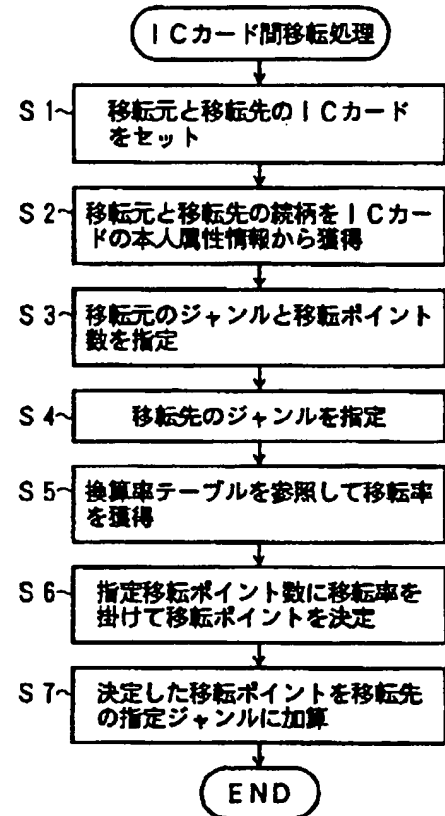 ICカード間移転処理
S1 移転元と移転先のICカード
をセット
S2 移転元と移転先の続柄をICカー
ドの本人属性情報から獲得
S3 移転元のジャンルと移転ポイント
数を指定
S4 移転先のジャンルを指定
S5 換算率テーブルを参照して移転率
を獲得
S6 指定移転ポイント数に移転率を
掛けて移転ポイントを決定
S7 決定した移転ポイントを移転先
の指定ジャンルに加算
END